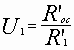 U₁ = R'ₒc / R'₁